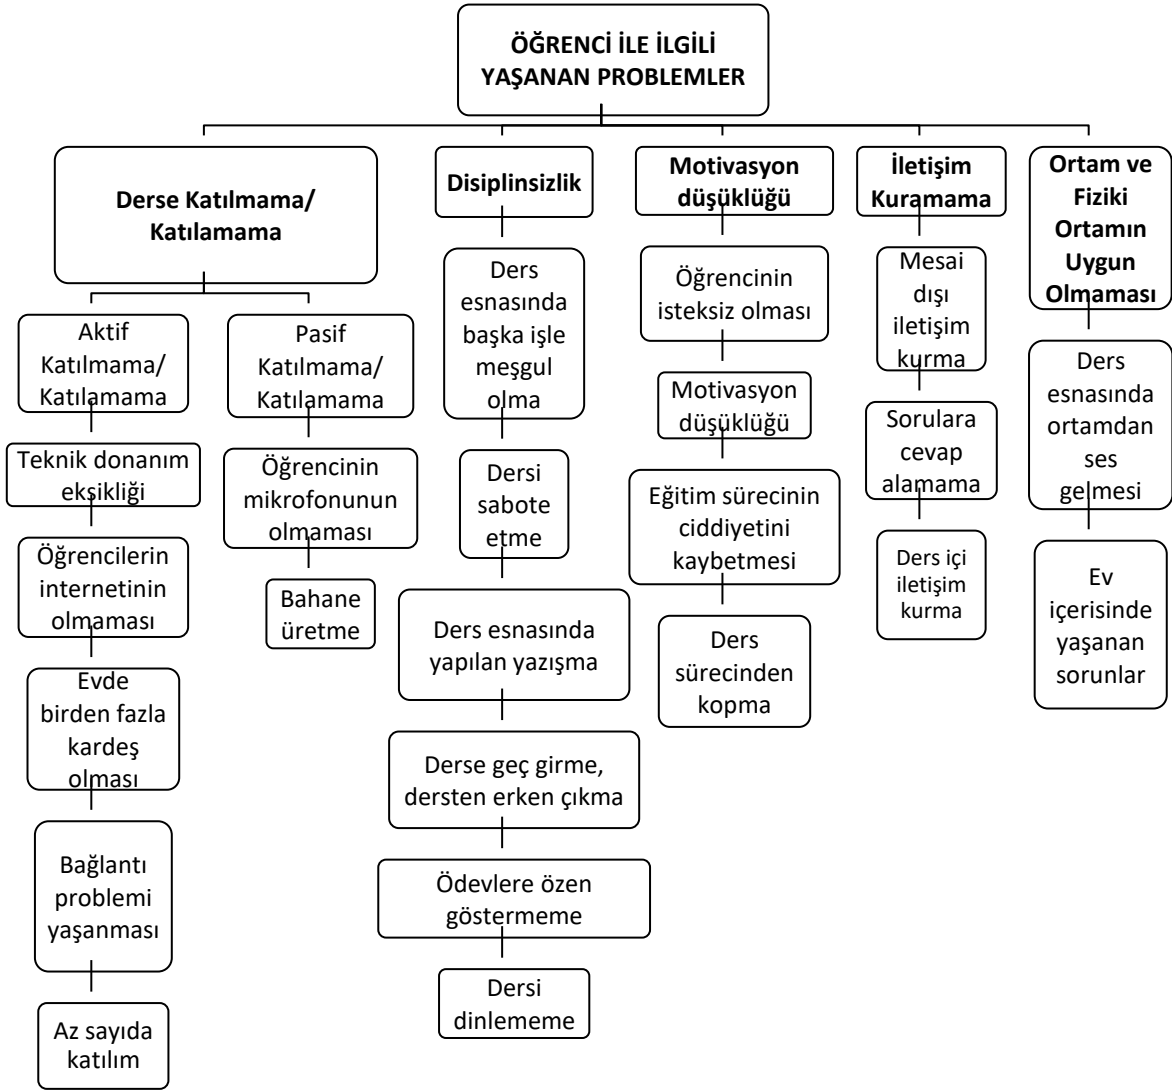 ÖĞRENCİ İLE İLGİLİ
YAŞANAN PROBLEMLER
Derse Katılmama/
Katılamama
Aktif
Katılmama/
Katılamama
Teknik donanım
eksikliği
Öğrencilerin
internetinin
olmaması
Evde
birden fazla
kardeş
olması
Bağlantı
problemi
yaşanması
Az sayıda
katılım
Pasif
Katılmama/
Katılamama
Öğrencinin
mikrofonunun
olmaması
Bahane
üretme
Disiplinsizlik
Ders
esnasında
başka işle
meşgul
olma
Dersi
sabote
etme
Ders esnasında
yapılan yazışma
Derse geç girme,
dersten erken çıkma
Ödevlere özen
göstermeme
Dersi
dinlememe
Motivasyon
düşüklüğü
Öğrencinin
isteksiz olması
Motivasyon
düşüklüğü
Eğitim sürecinin
ciddiyetini
kaybetmesi
Ders
sürecinden
kopma
İletişim
Kuramama
Mesai
dışı
iletişim
kurma
Sorulara
cevap
alamama
Ders içi
iletişim
kurma
Ortam ve
Fiziki
Ortamın
Uygun
Olmaması
Ders
esnasında
ortamdan
ses
gelmesi
Ev
içerisinde
yaşanan
sorunlar